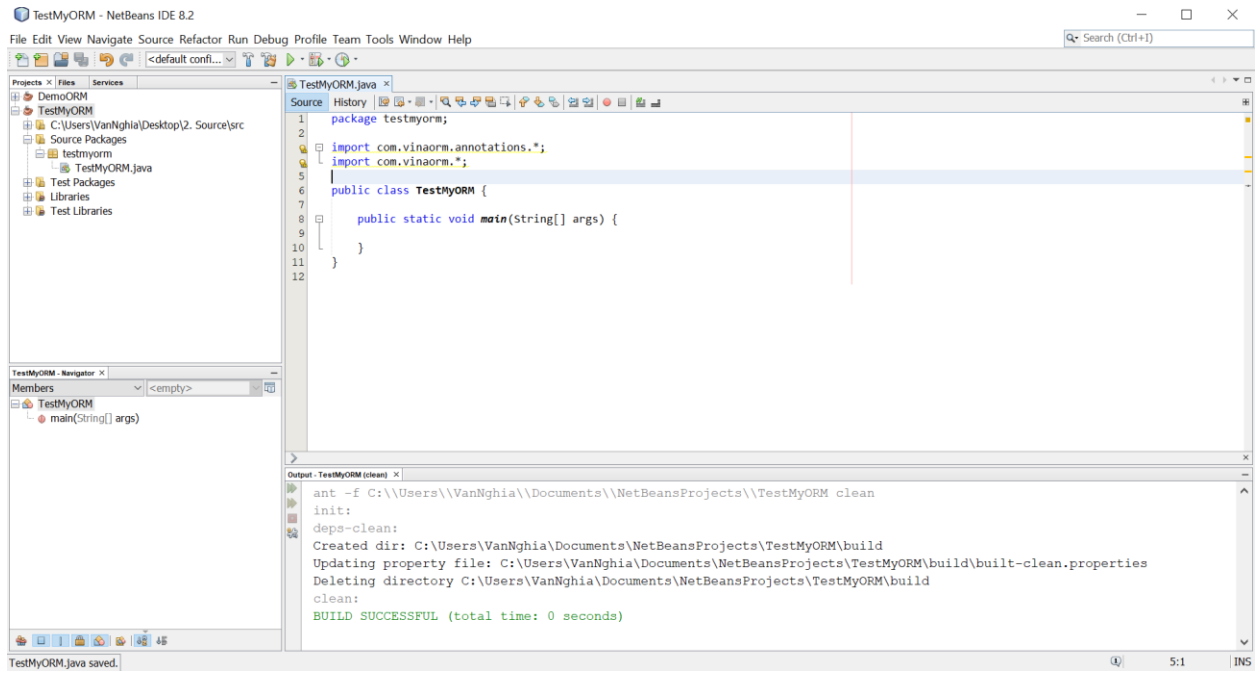 TestMyORM - NetBeans IDE 8.2
File Edit View Navigate Source Refactor Run Debug Profile Team Tools Window Help
Search (Ctrl+I)
<default confi...
Projects Files Services
DemoORM
TestMyORM
C:\Users\VanNghia\Desktop\2. Source\src
Source Packages
testmyorm
TestMyORM.java
Test Packages
Libraries
Test Libraries
TestMyORM.java
Source History
1 package testmyorm;
2
import com.vinaorm.annotations.*;
import com.vinaorm.*;
5
6 public class TestMyORM {
7
8 public static void main(String[] args) {
9
10 }
11 }
12
TestMyORM - Navigator
Members <empty>
TestMyORM
main(String[] args)
Output - TestMyORM (clean)
ant -f C:\\Users\\VanNghia\\Documents\\NetBeansProjects\\TestMyORM clean
init:
deps-clean:
Created dir: C:\Users\VanNghia\Documents\NetBeansProjects\TestMyORM\build
Updating property file: C:\Users\VanNghia\Documents\NetBeansProjects\TestMyORM\build\built-clean.properties
Deleting directory C:\Users\VanNghia\Documents\NetBeansProjects\TestMyORM\build
clean:
BUILD SUCCESSFUL (total time: 0 seconds)
TestMyORM.java saved.
5:1 INS